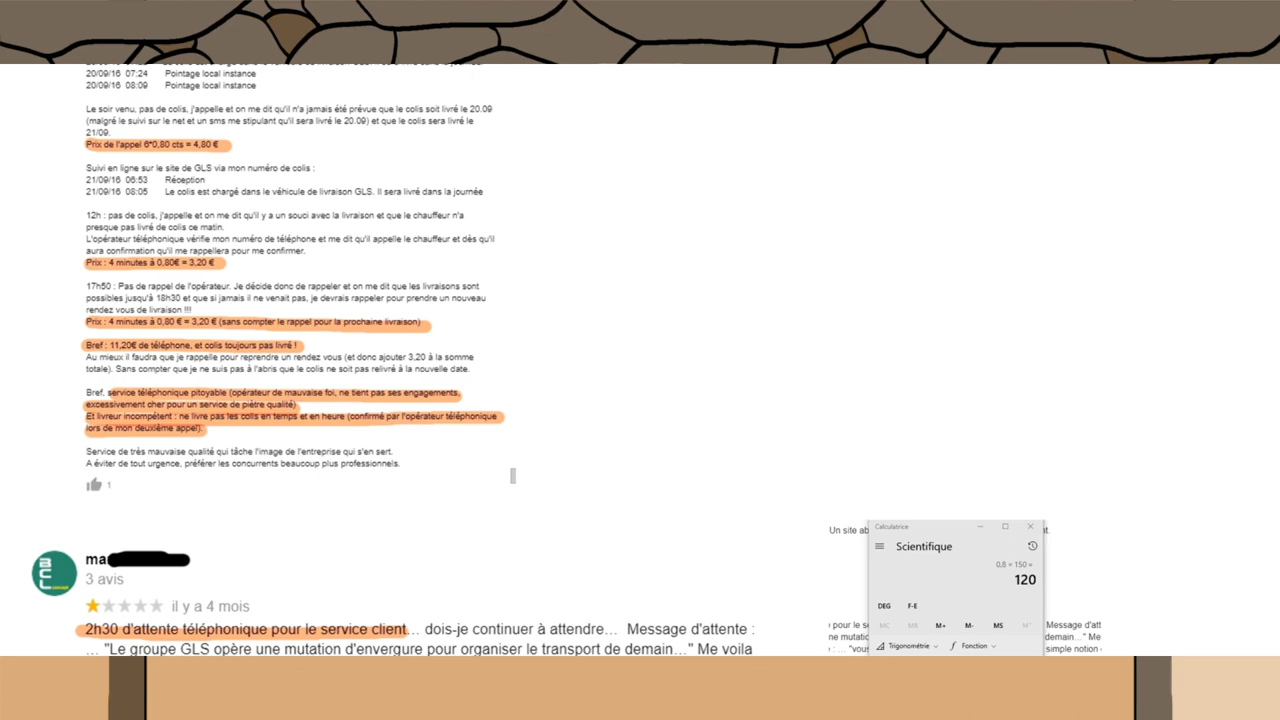 20/09/16 07:24 Pointage local instance
20/09/16 08:09 Pointage local instance
Le soir venu, pas de colis, j'appelle et on me dit qu'il n'a jamais été prévue que le colis soit livré le 20.09
(malgré le suivi sur le net et un sms me stipulant qu'il sera livré le 20.09) et que le colis sera livré le
21/09.
Prix de l'appel 6*0,80 cts = 4,80 €
Suivi en ligne sur le site de GLS via mon numéro de colis :
21/09/16 06:53 Réception
21/09/16 08:05 Le colis est chargé dans le véhicule de livraison GLS. Il sera livré dans la journée
12h : pas de colis, j'appelle et on me dit qu'il y a un souci avec la livraison et que le chauffeur n'a
presque pas livré de colis ce matin.
L'opérateur téléphonique vérifie mon numéro de téléphone et me dit qu'il appelle le chauffeur et dès qu'il
aura confirmation qu'il me rappellera pour me confirmer.
Prix : 4 minutes à 0,80€ = 3,20 €
17h50 : Pas de rappel de l'opérateur. Je décide donc de rappeler et on me dit que les livraisons sont
possibles jusqu'à 18h30 et que si jamais il ne venait pas, je devrais rappeler pour prendre un nouveau
rendez vous de livraison !!!
Prix : 4 minutes à 0,80 € = 3,20 € (sans compter le rappel pour la prochaine livraison)
Bref : 11,20€ de téléphone, et colis toujours pas livré !
Au mieux il faudra que je rappelle pour reprendre un rendez vous (et donc ajouter 3,20 à la somme
totale). Sans compter que je ne suis pas à l'abris que le colis ne soit pas relivré à la nouvelle date.
Bref, service téléphonique pitoyable (opérateur de mauvaise foi, ne tient pas ses engagements,
excessivement cher pour un service de piètre qualité)
Et livreur incompétent : ne livre pas les colis en temps et en heure (confirmé par l'opérateur téléphonique
lors de mon deuxième appel).
Service de très mauvaise qualité qui tâche l'image de l'entreprise qui s'en sert.
A éviter de tout urgence, préférer les concurrents beaucoup plus professionnels.
1
BCL
ma
3 avis
il y a 4 mois
2h30 d'attente téléphonique pour le service client… dois-je continuer à attendre… Message d'attente :
… "Le groupe GLS opère une mutation d'envergure pour organiser le transport de demain…" Me voila
Un site ab
nt.
Calculatrice
Scientifique
0,8 × 150 =
120
DEG F-E
MC MR M+ M- MS M˅
Trigonométrie Fonction
pour le se
Message d'att
ne mutation
demain…" Me
: … "vous
simple notion